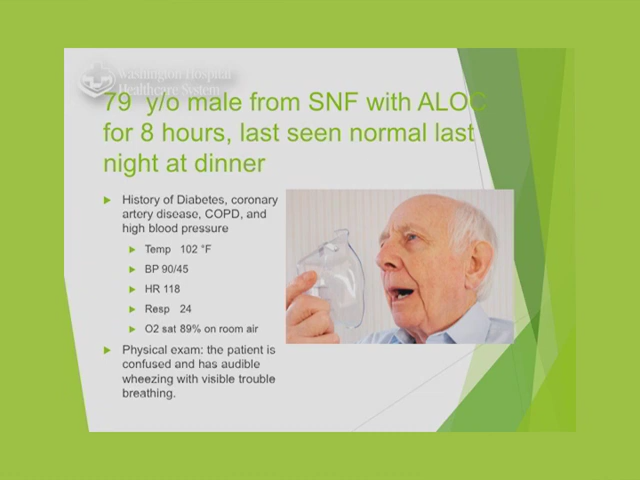 Washington Hospital
Healthcare System
79 y/o male from SNF with ALOC
for 8 hours, last seen normal last
night at dinner
History of Diabetes, coronary
artery disease, COPD, and
high blood pressure
Temp 102 °F
BP 90/45
HR 118
Resp 24
O2 sat 89% on room air
Physical exam: the patient is
confused and has audible
wheezing with visible trouble
breathing.